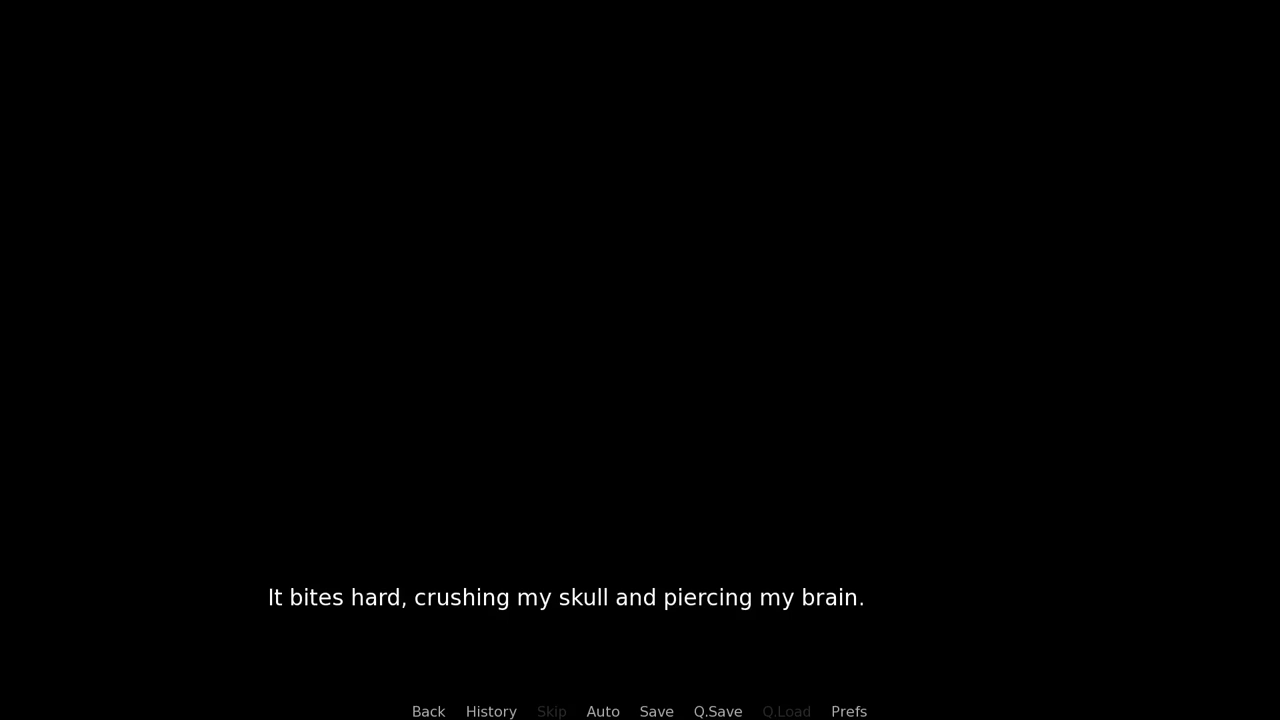 It bites hard, crushing my skull and piercing my brain.
Back History Skip Auto Save Q.Save Q.Load Prefs